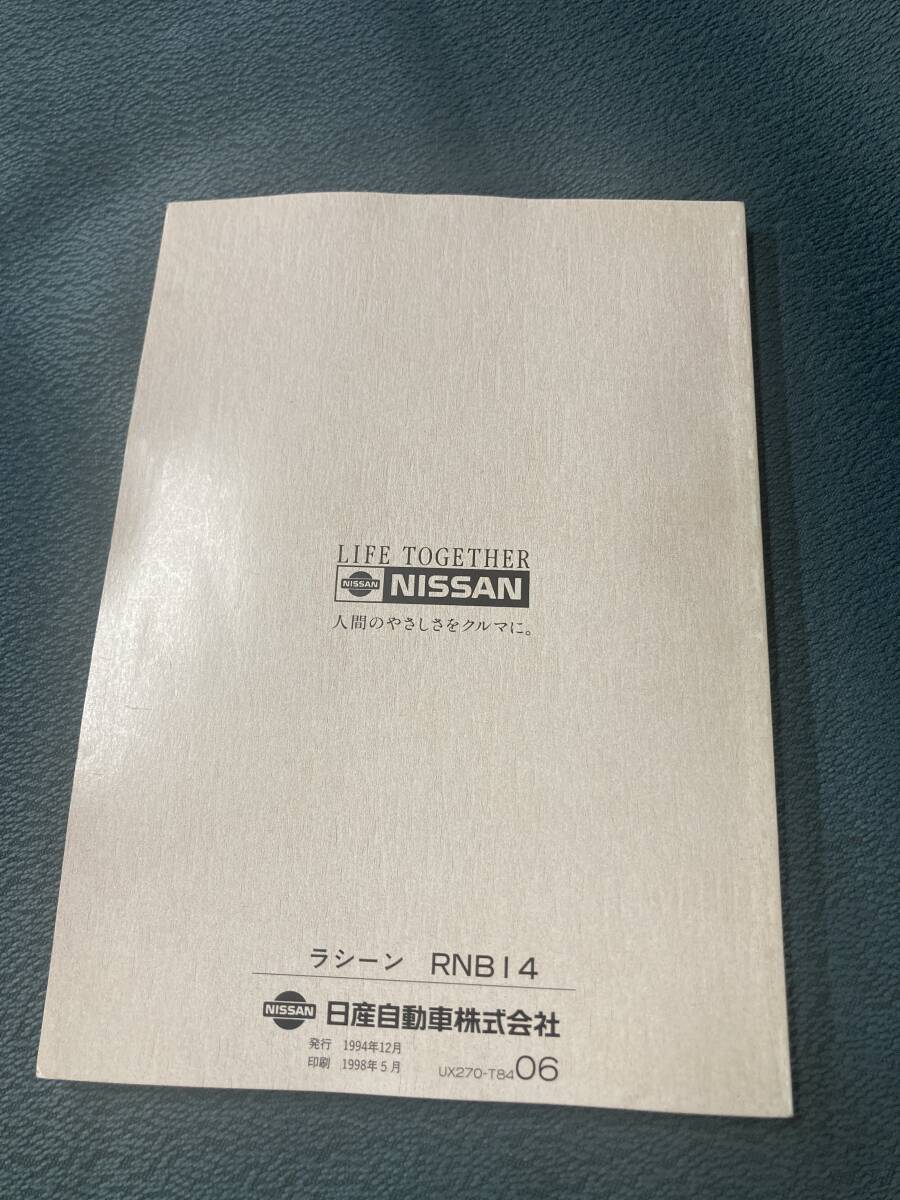 LIFE TOGETHER
NISSAN NISSAN
人間のやさしさをクルマに。
ラシーン RNB14
NISSAN 日産自動車株式会社
発行 1994年12月
印刷 1998年5月 UX270-T8406